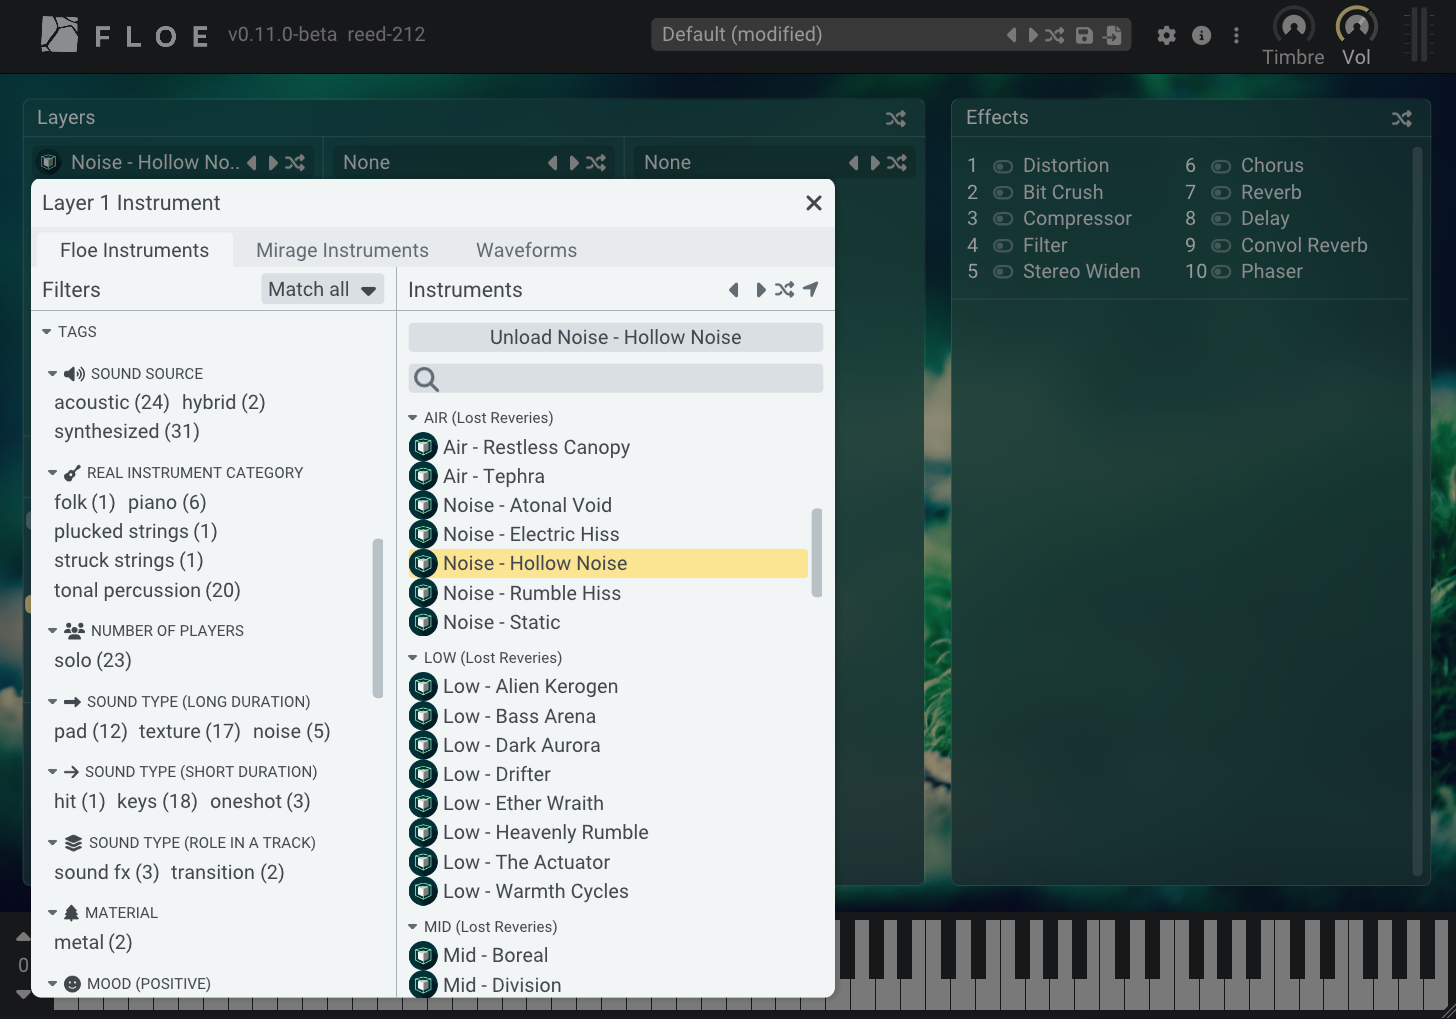 FLOE v0.11.0-beta reed-212
Default (modified)
Timbre Vol
Layers
Noise - Hollow No.. None None
Effects
1 Distortion 6 Chorus
2 Bit Crush 7 Reverb
3 Compressor 8 Delay
4 Filter 9 Convol Reverb
5 Stereo Widen 10 Phaser
Layer 1 Instrument
Floe Instruments Mirage Instruments Waveforms
Filters Match all
TAGS
SOUND SOURCE
acoustic (24) hybrid (2)
synthesized (31)
REAL INSTRUMENT CATEGORY
folk (1) piano (6)
plucked strings (1)
struck strings (1)
tonal percussion (20)
NUMBER OF PLAYERS
solo (23)
SOUND TYPE (LONG DURATION)
pad (12) texture (17) noise (5)
SOUND TYPE (SHORT DURATION)
hit (1) keys (18) oneshot (3)
SOUND TYPE (ROLE IN A TRACK)
sound fx (3) transition (2)
MATERIAL
metal (2)
MOOD (POSITIVE)
Instruments
Unload Noise - Hollow Noise
AIR (Lost Reveries)
Air - Restless Canopy
Air - Tephra
Noise - Atonal Void
Noise - Electric Hiss
Noise - Hollow Noise
Noise - Rumble Hiss
Noise - Static
LOW (Lost Reveries)
Low - Alien Kerogen
Low - Bass Arena
Low - Dark Aurora
Low - Drifter
Low - Ether Wraith
Low - Heavenly Rumble
Low - The Actuator
Low - Warmth Cycles
MID (Lost Reveries)
Mid - Boreal
Mid - Division
0